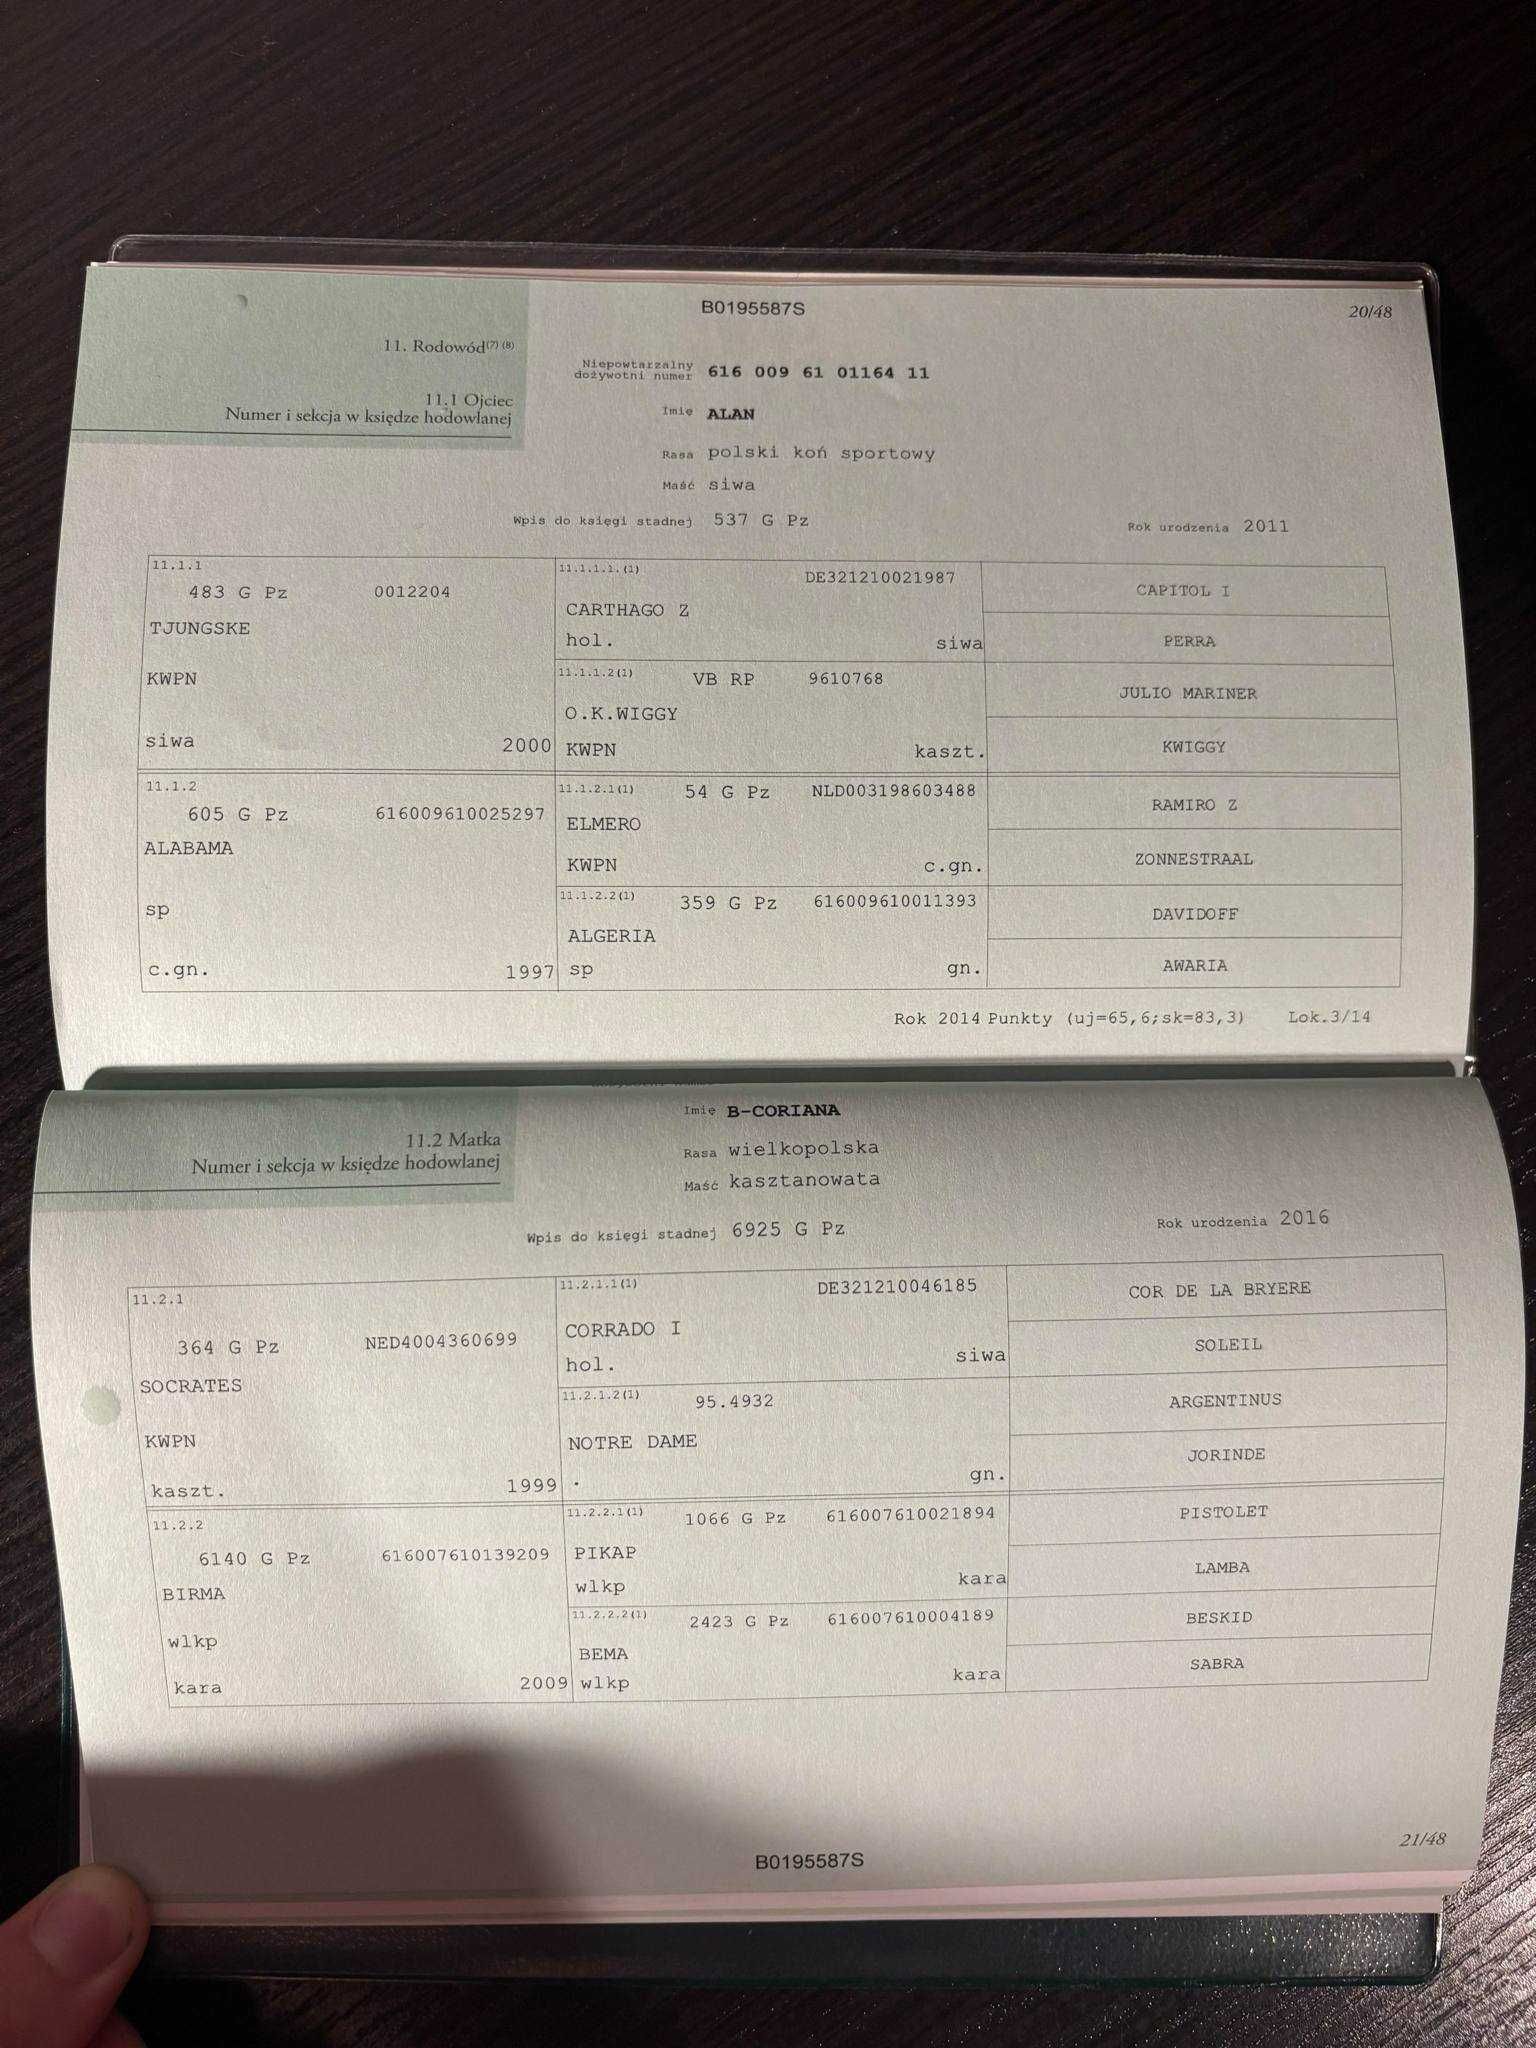 B0195587S
20/48
11. Rodowód(7) (8)
11.1 Ojciec
Numer i sekcja w księdze hodowlanej
Niepowtarzalny
dożywotni numer 616 009 61 01164 11
Imię ALAN
Rasa polski koń sportowy
Maść siwa
Wpis do księgi stadnej 537 G Pz
Rok urodzenia 2011
11.1.1
483 G Pz 0012204
TJUNGSKE
KWPN
siwa 2000
11.1.1.1.(1)
DE321210021987
CARTHAGO Z
hol. siwa
CAPITOL I
PERRA
11.1.1.2(1) VB RP 9610768
O.K.WIGGY
KWPN kaszt.
JULIO MARINER
KWIGGY
11.1.2
605 G Pz 616009610025297
ALABAMA
sp
c.gn. 1997
11.1.2.1(1) 54 G Pz NLD003198603488
ELMERO
KWPN c.gn.
RAMIRO Z
ZONNESTRAAL
11.1.2.2(1) 359 G Pz 616009610011393
ALGERIA
sp gn.
DAVIDOFF
AWARIA
Rok 2014 Punkty (uj=65,6;sk=83,3) Lok.3/14
11.2 Matka
Numer i sekcja w księdze hodowlanej
Imię B-CORIANA
Rasa wielkopolska
Maść kasztanowata
Wpis do księgi stadnej 6925 G Pz
Rok urodzenia 2016
11.2.1
364 G Pz NED4004360699
SOCRATES
KWPN
kaszt. 1999
11.2.1.1(1) DE321210046185
CORRADO I
hol. siwa
COR DE LA BRYERE
SOLEIL
11.2.1.2(1) 95.4932
NOTRE DAME
. gn.
ARGENTINUS
JORINDE
11.2.2
6140 G Pz 616007610139209
BIRMA
wlkp
kara 2009
11.2.2.1(1) 1066 G Pz 616007610021894
PIKAP
wlkp kara
PISTOLET
LAMBA
11.2.2.2(1) 2423 G Pz 616007610004189
BEMA
wlkp kara
BESKID
SABRA
21/48
B0195587S